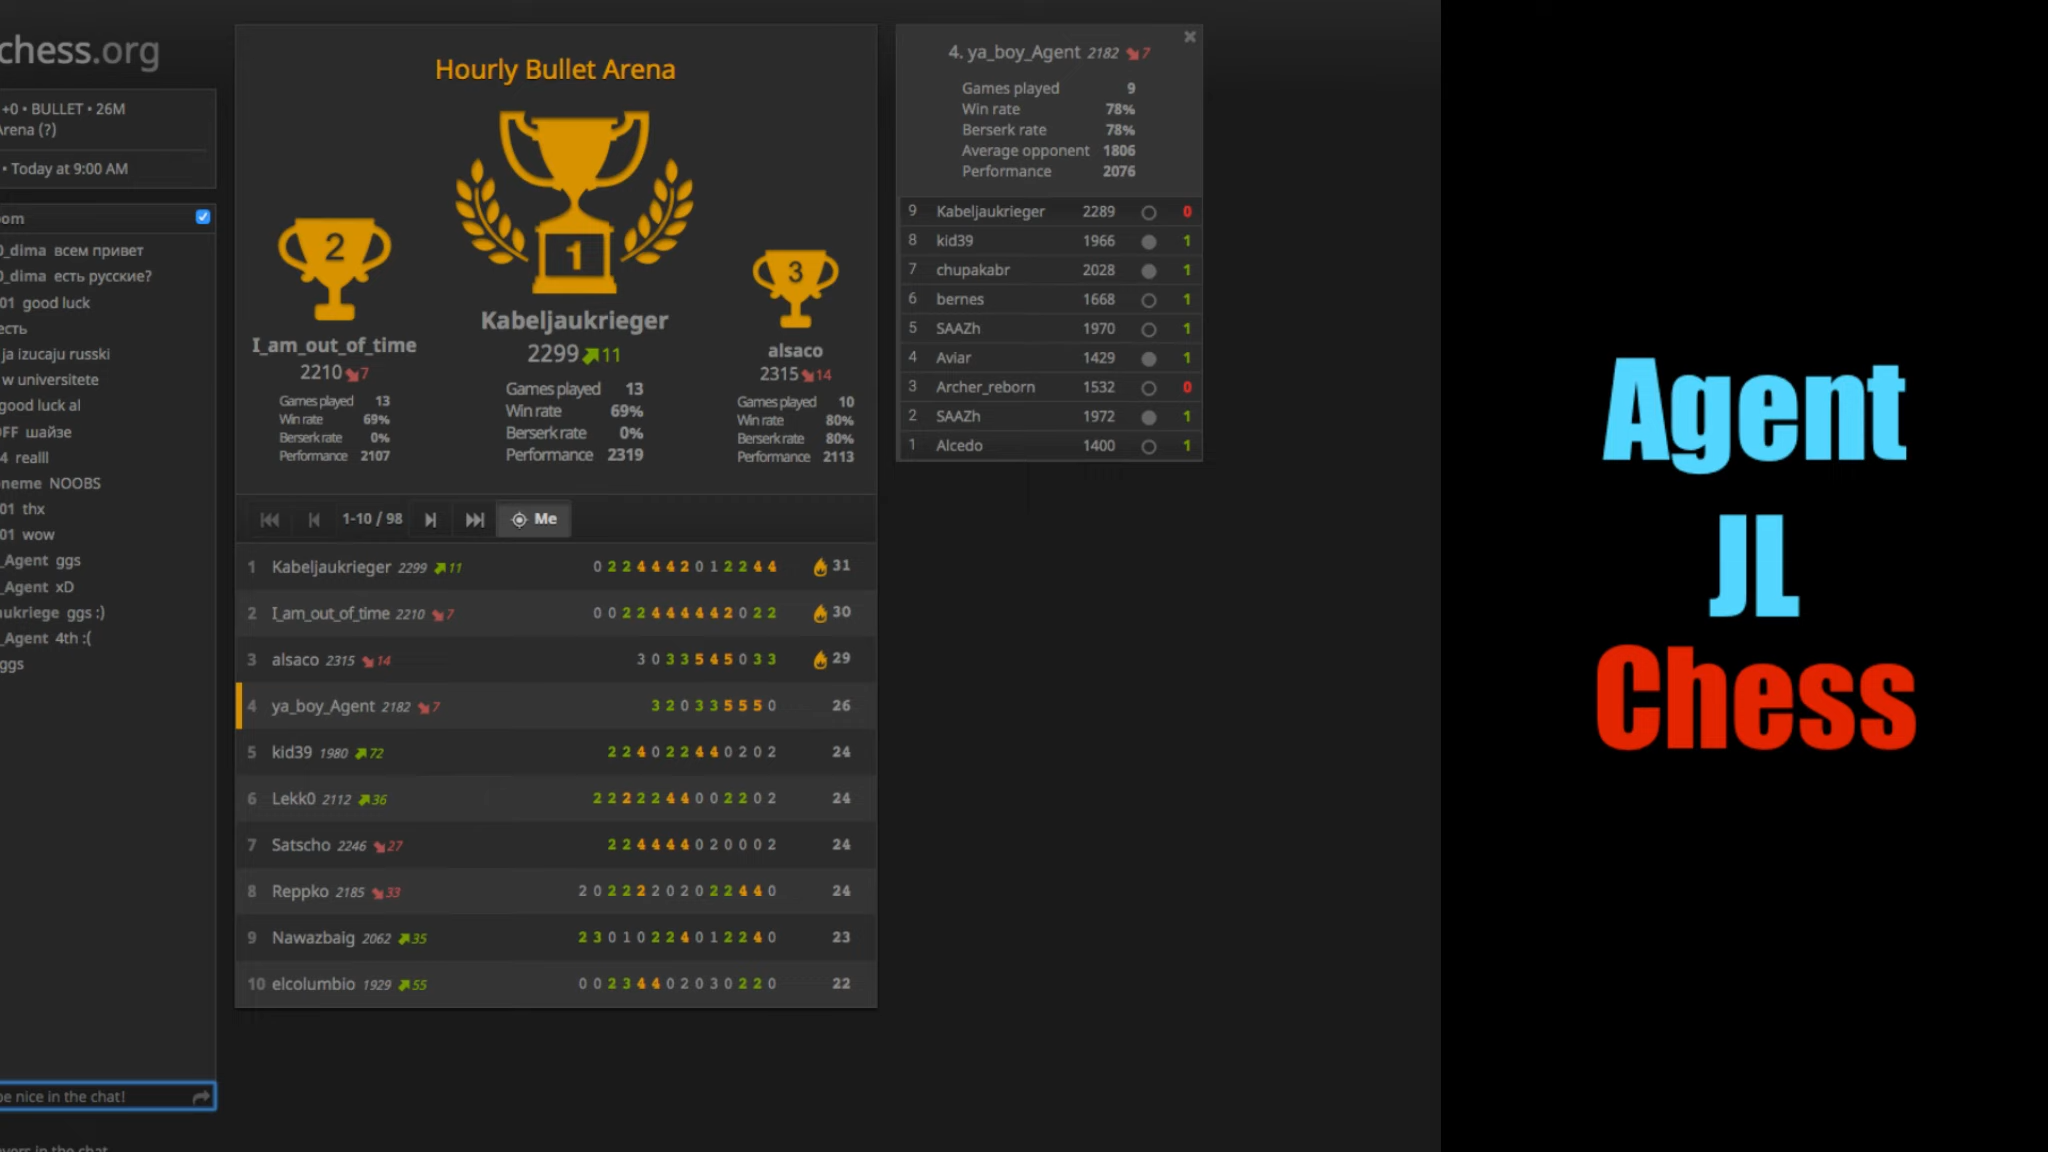 chess.org
+0 • BULLET • 26M
Arena (?)
• Today at 9:00 AM
oom
0_dima всем привет
0_dima есть русские?
01 good luck
есть
ja izucaju russki
w universitete
good luck al
OFF шайзе
4 realll
oneme NOOBS
01 thx
01 wow
_Agent ggs
_Agent xD
aukriege ggs :)
_Agent 4th :(
ggs
be nice in the chat!
Hourly Bullet Arena
2
I_am_out_of_time
2210 7
Games played 13
Win rate 69%
Berserk rate 0%
Performance 2107
1
Kabeljaukrieger
2299 11
Games played 13
Win rate 69%
Berserk rate 0%
Performance 2319
3
alsaco
2315 14
Games played 10
Win rate 80%
Berserk rate 80%
Performance 2113
1-10 / 98 Me
1 Kabeljaukrieger 2299 11 0 2 2 4 4 4 2 0 1 2 2 4 4 31
2 I_am_out_of_time 2210 7 0 0 2 2 4 4 4 4 4 2 0 2 2 30
3 alsaco 2315 14 3 0 3 3 5 4 5 0 3 3 29
4 ya_boy_Agent 2182 7 3 2 0 3 3 5 5 5 0 26
5 kid39 1980 72 2 2 4 0 2 2 4 4 0 2 0 2 24
6 Lekk0 2112 36 2 2 2 2 2 4 4 0 0 2 2 0 2 24
7 Satscho 2246 27 2 2 4 4 4 4 0 2 0 0 0 2 24
8 Reppko 2185 33 2 0 2 2 2 2 0 2 0 2 2 4 4 0 24
9 Nawazbaig 2062 35 2 3 0 1 0 2 2 4 0 1 2 2 4 0 23
10 elcolumbio 1929 55 0 0 2 3 4 4 0 2 0 3 0 2 2 0 22
4. ya_boy_Agent 2182 7
Games played 9
Win rate 78%
Berserk rate 78%
Average opponent 1806
Performance 2076
9 Kabeljaukrieger 2289 0
8 kid39 1966 1
7 chupakabr 2028 1
6 bernes 1668 1
5 SAAZh 1970 1
4 Aviar 1429 1
3 Archer_reborn 1532 0
2 SAAZh 1972 1
1 Alcedo 1400 1
Agent
JL
Chess